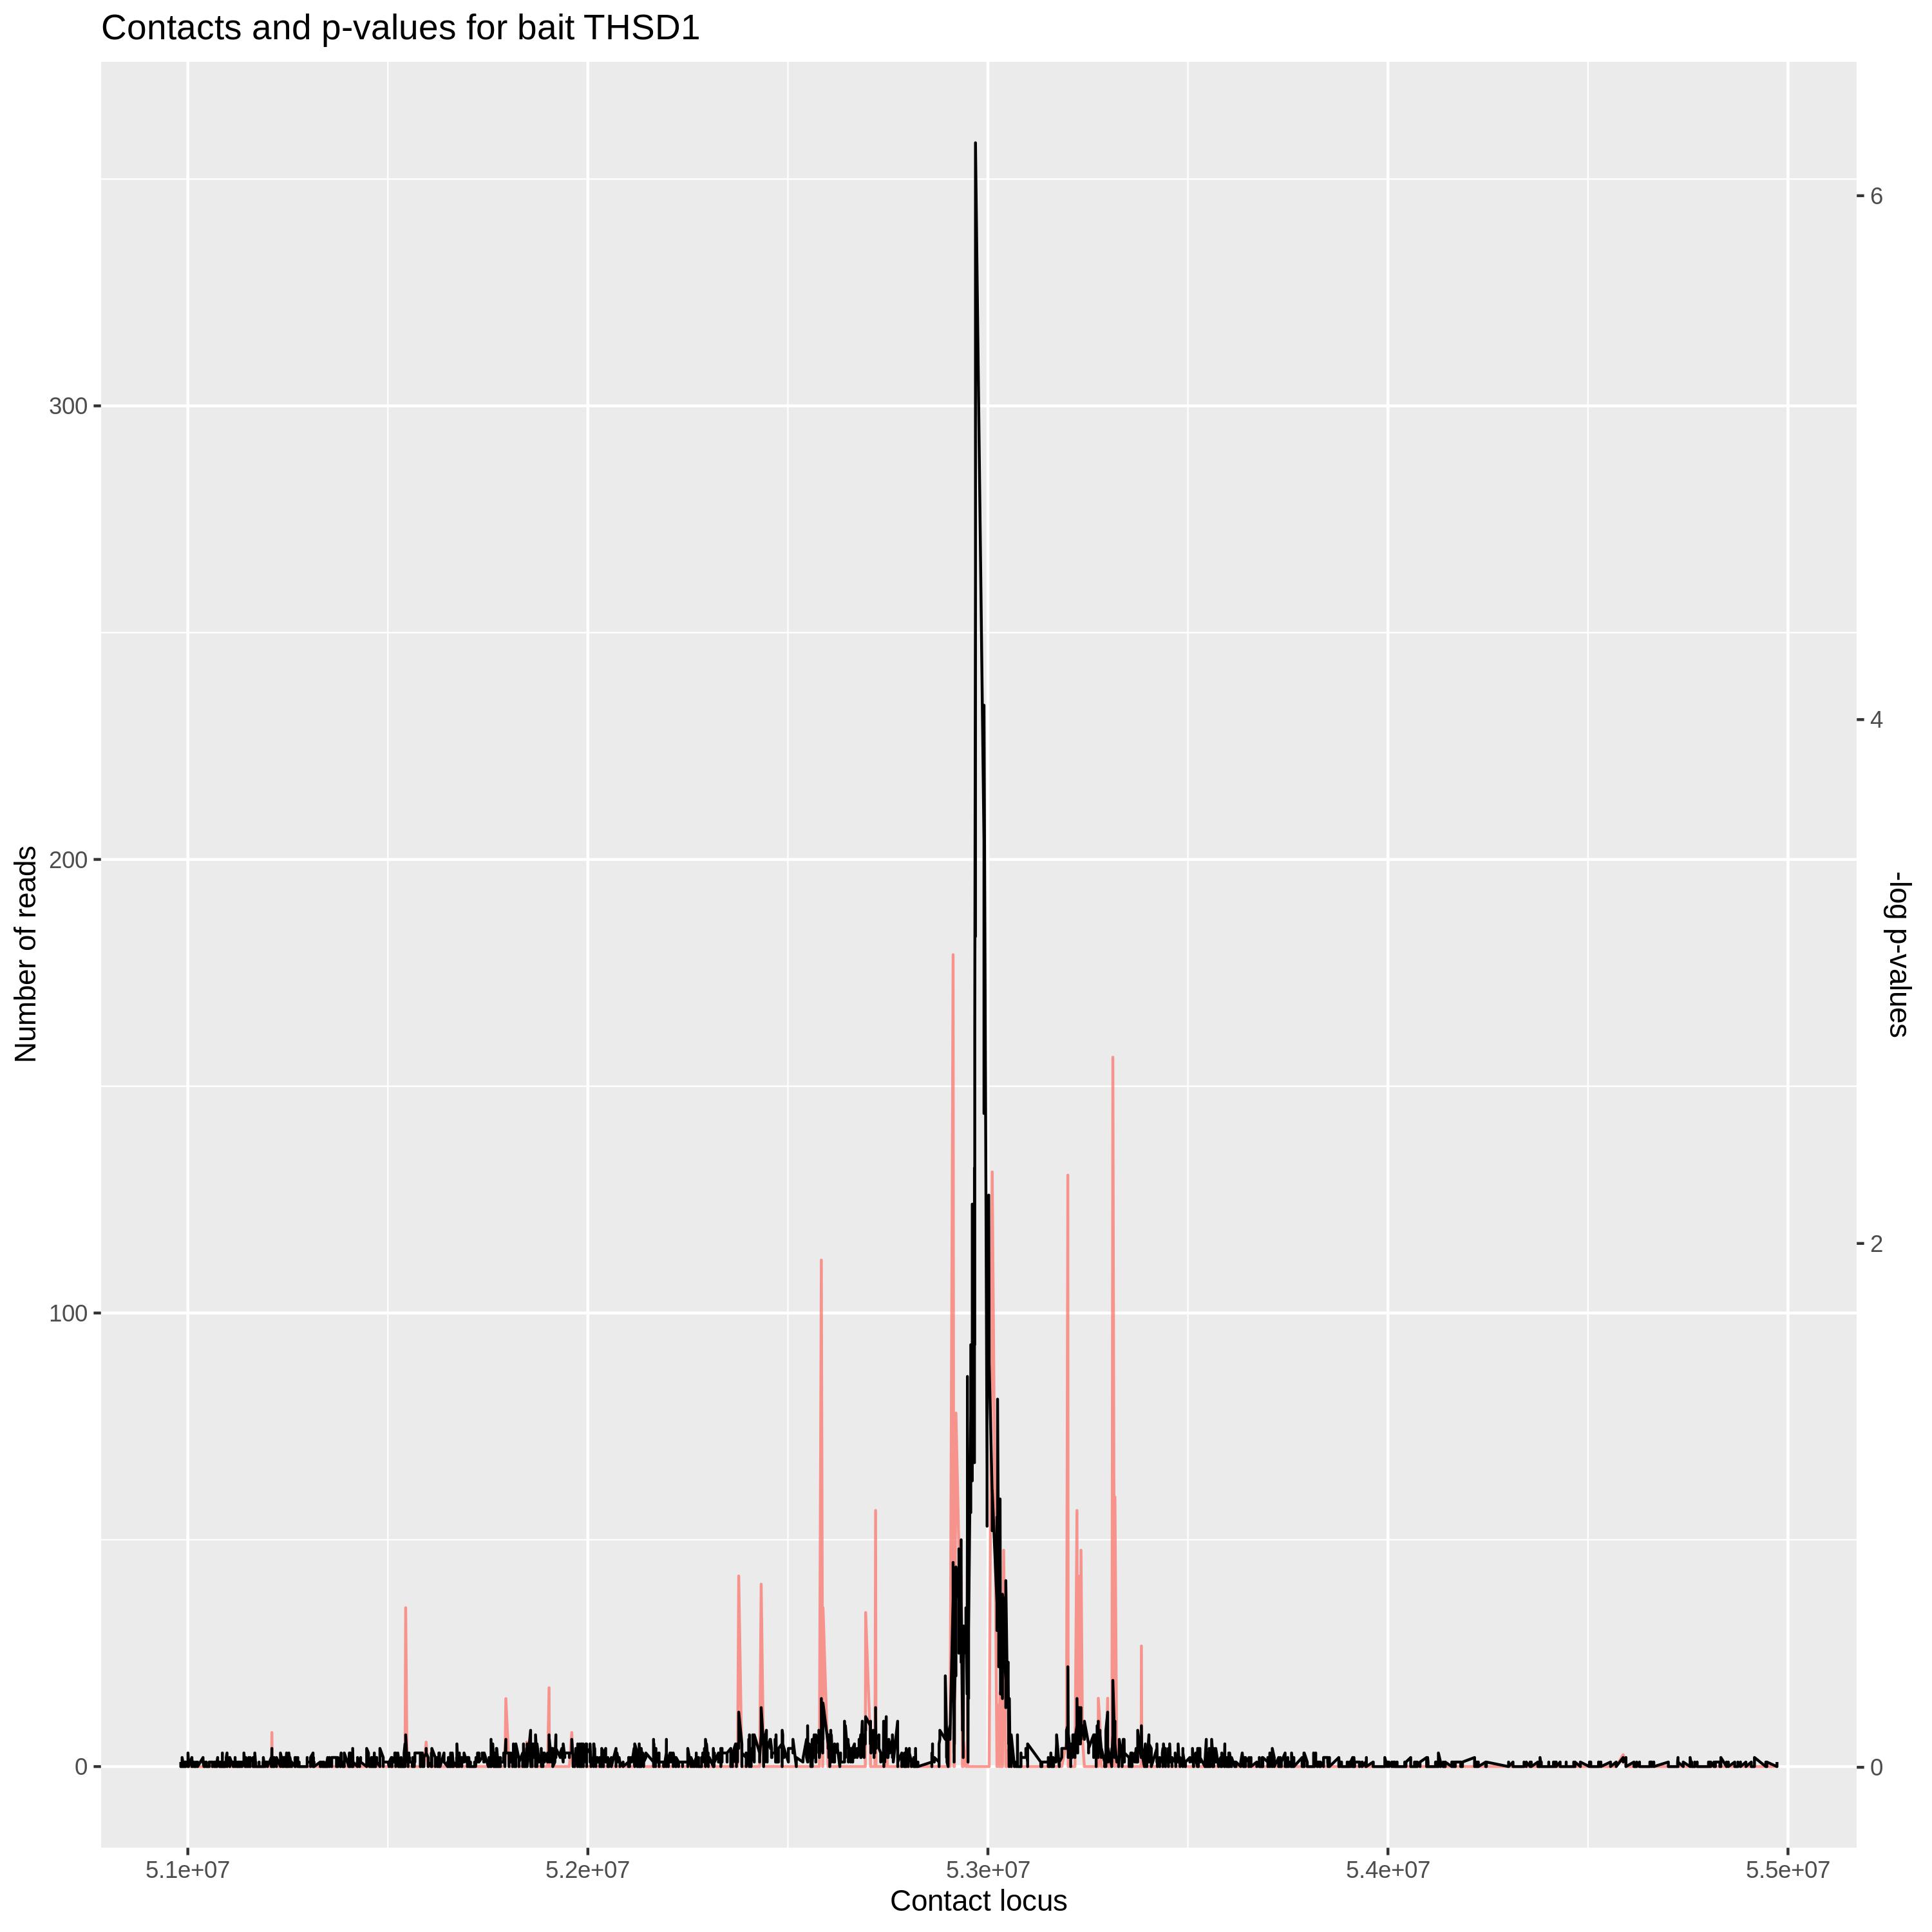 Contacts and p-values for bait THSD1
300
200
100
0
Number of reads
6
4
2
0
-log p-values
5.1e+07
5.2e+07
5.3e+07
5.4e+07
5.5e+07
Contact locus